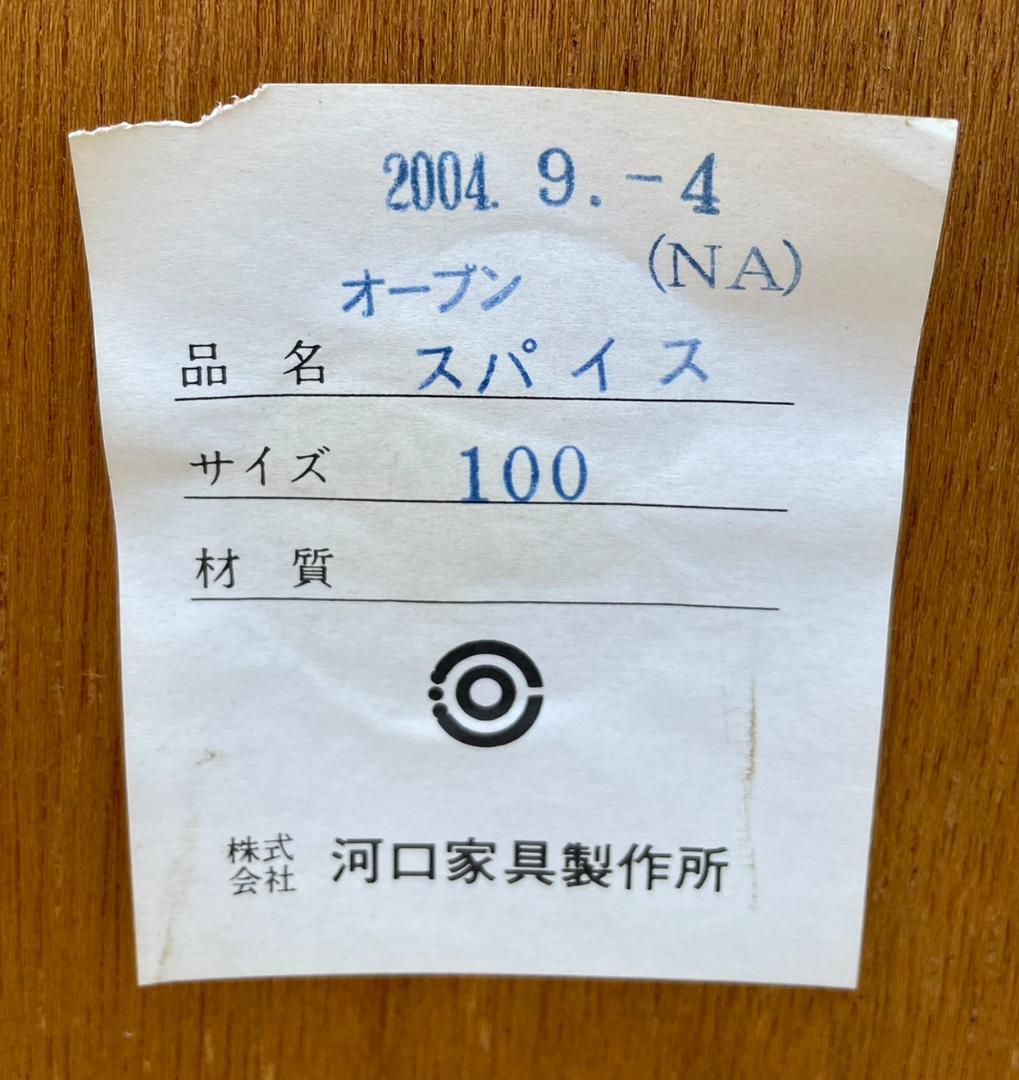 2004. 9. -4
(NA)
オーブン
品 名 スパイス
サイズ 100
材 質
株式会社 河口家具製作所